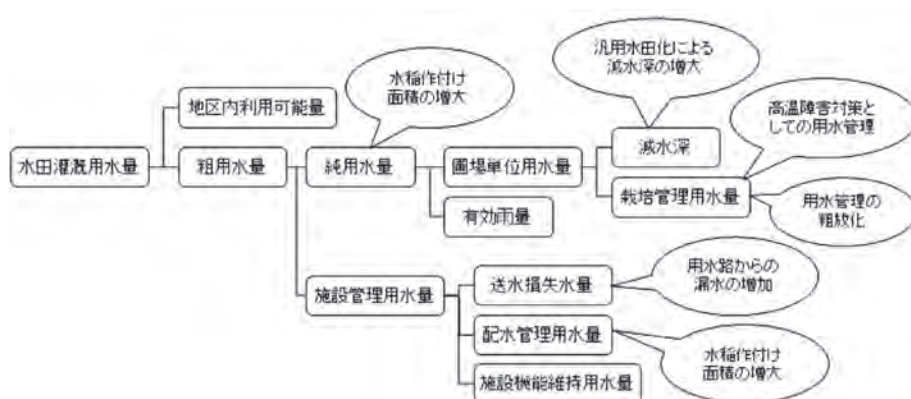 汎用水田化による
減水深の増大
水稲作付け
面積の増大
高温障害対策と
しての用水管理
地区内利用可能量
減水深
水田灌漑用水量
粗用水量
純用水量
圃場単位用水量
栽培管理用水量
有効雨量
用水管理の
粗放化
施設管理用水量
送水損失水量
用水路からの
漏水の増加
配水管理用水量
水稲作付け
面積の増大
施設機能維持用水量